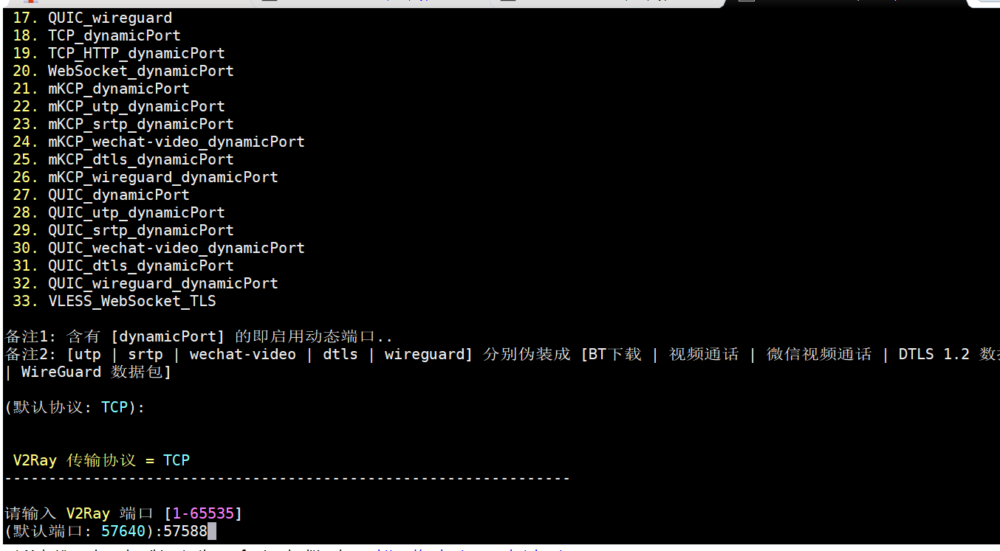 17. QUIC_wireguard
18. TCP_dynamicPort
19. TCP_HTTP_dynamicPort
20. WebSocket_dynamicPort
21. mKCP_dynamicPort
22. mKCP_utp_dynamicPort
23. mKCP_srtp_dynamicPort
24. mKCP_wechat-video_dynamicPort
25. mKCP_dtls_dynamicPort
26. mKCP_wireguard_dynamicPort
27. QUIC_dynamicPort
28. QUIC_utp_dynamicPort
29. QUIC_srtp_dynamicPort
30. QUIC_wechat-video_dynamicPort
31. QUIC_dtls_dynamicPort
32. QUIC_wireguard_dynamicPort
33. VLESS_WebSocket_TLS
备注1: 含有 [dynamicPort] 的即启用动态端口..
备注2: [utp | srtp | wechat-video | dtls | wireguard] 分别伪装成 [BT下载 | 视频通话 | 微信视频通话 | DTLS 1.2 数
| WireGuard 数据包]
(默认协议: TCP):
V2Ray 传输协议 = TCP
----------------------------------------------------------------
请输入 V2Ray 端口 [1-65535]
(默认端口: 57640):57588